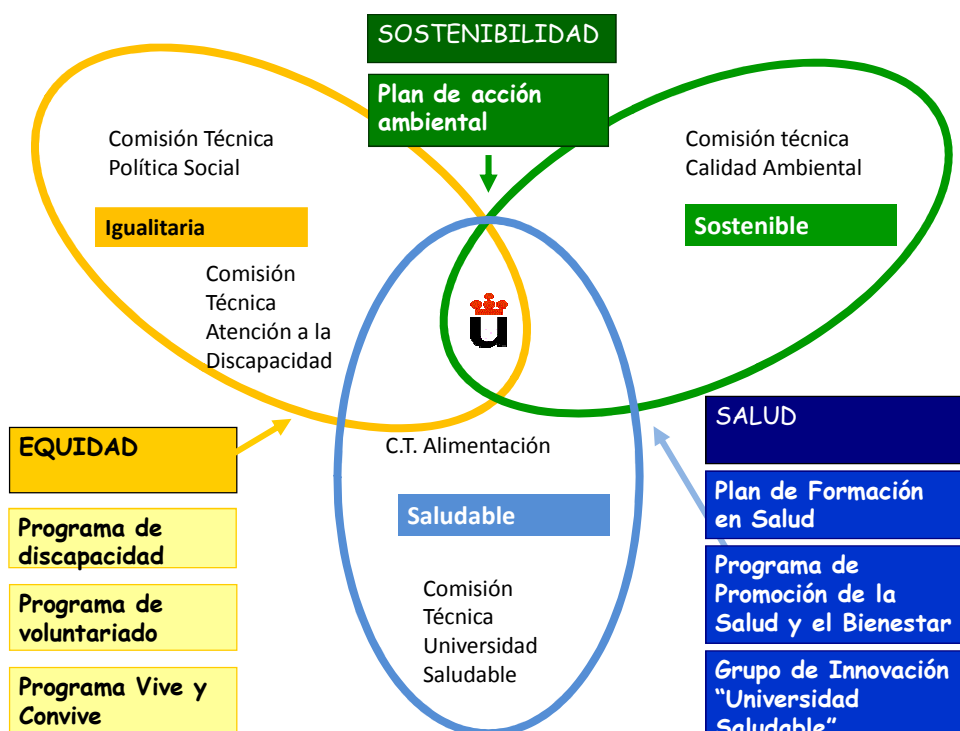 SOSTENIBILIDAD
Plan de acción
ambiental
Comisión Técnica
Política Social
Igualitaria
Comisión
Técnica
Atención a la
Discapacidad
Comisión técnica
Calidad Ambiental
Sostenible
u
EQUIDAD
Programa de
discapacidad
Programa de
voluntariado
Programa Vive y
Convive
C.T. Alimentación
Saludable
Comisión
Técnica
Universidad
Saludable
SALUD
Plan de Formación
en Salud
Programa de
Promoción de la
Salud y el Bienestar
Grupo de Innovación
“Universidad
Saludable”